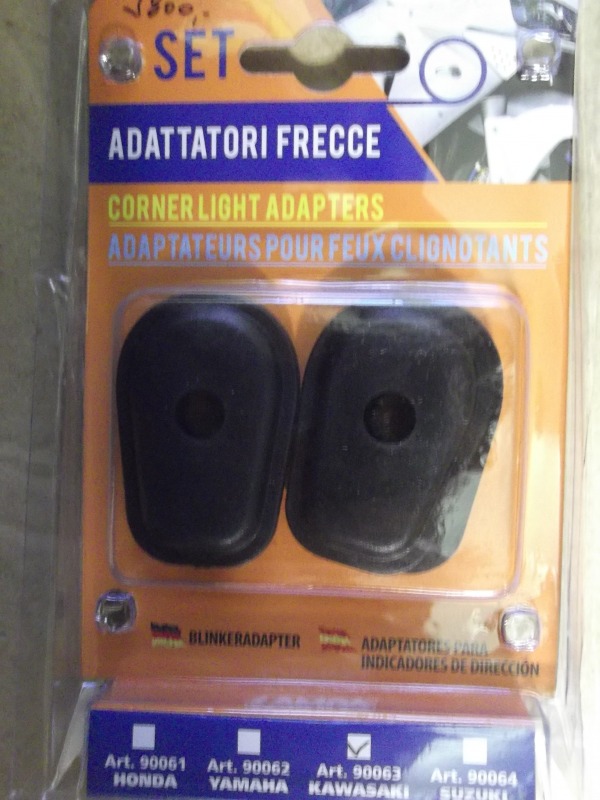 SET
ADATTATORI FRECCE
CORNER LIGHT ADAPTERS
ADAPTATEURS POUR FEUX CLIGNOTANTS
BLINKERADAPTER
ADAPTATORES PARA
INDICADORES DE DIRECCIÓN
Art. 90061
HONDA
Art. 90062
YAMAHA
Art. 90063
KAWASAKI
Art. 90064
SUZUKI